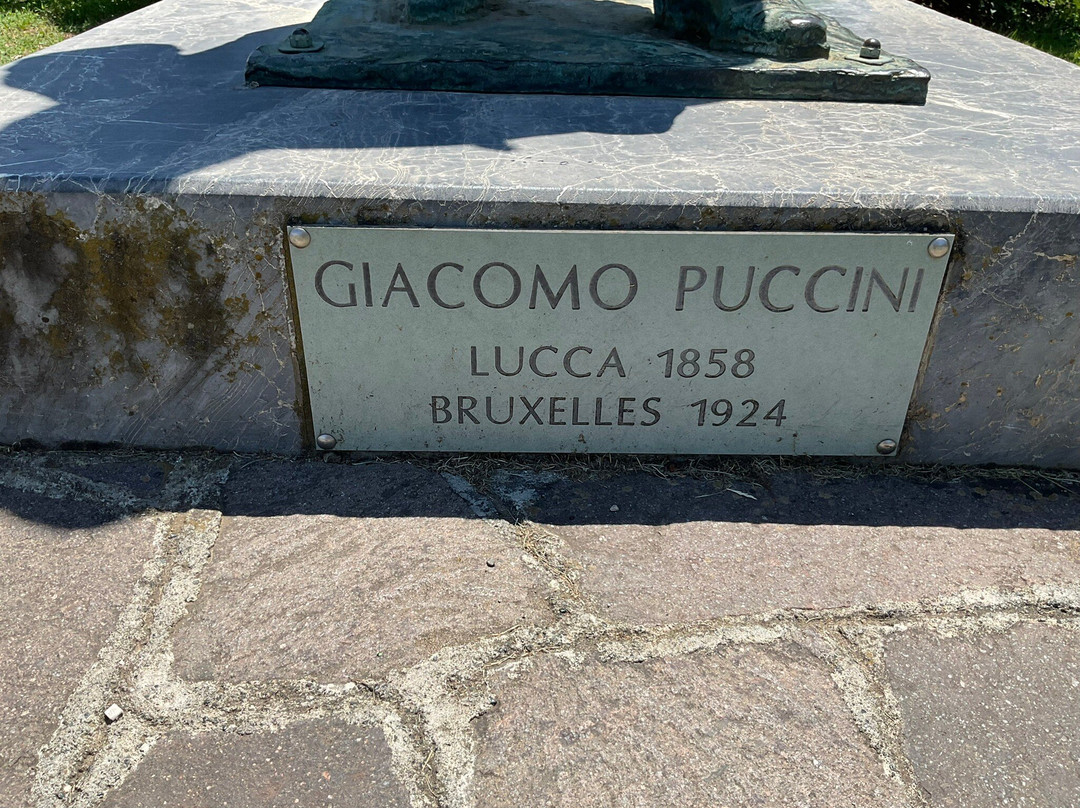 GIACOMO PUCCINI
LUCCA 1858
BRUXELLES 1924